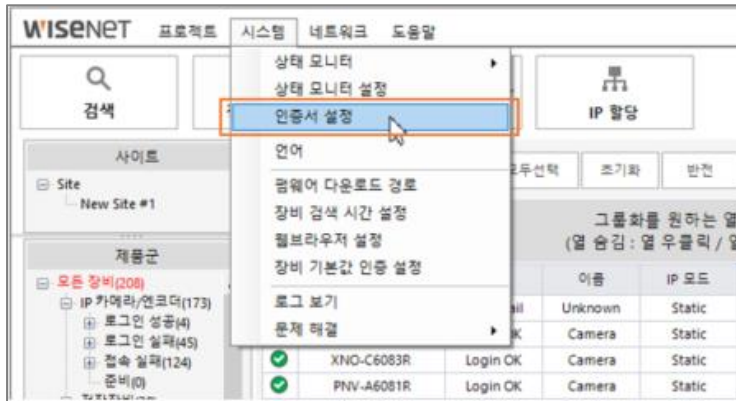 WISENET 프로젝트 시스템 네트워크 도움말
검색
IP 할당
상태 모니터
상태 모니터 설정
인증서 설정
언어
펌웨어 다운로드 경로
장비 검색 시간 설정
웹브라우저 설정
장비 기본값 인증 설정
로그 보기
문제 해결
사이트
Site
New Site #1
제품군
모든 장비(208)
IP 카메라/엔코더(173)
로그인 성공(4)
로그인 실패(45)
접속 실패(124)
준비(0)
모두선택 초기화 반전
그룹화를 원하는 열
(열 숨김 : 열 우클릭 /
이름 IP 모드
Unknown Static
Camera Static
XNO-C6083R Login OK Camera Static
PNV-A6081R Login OK Camera Static